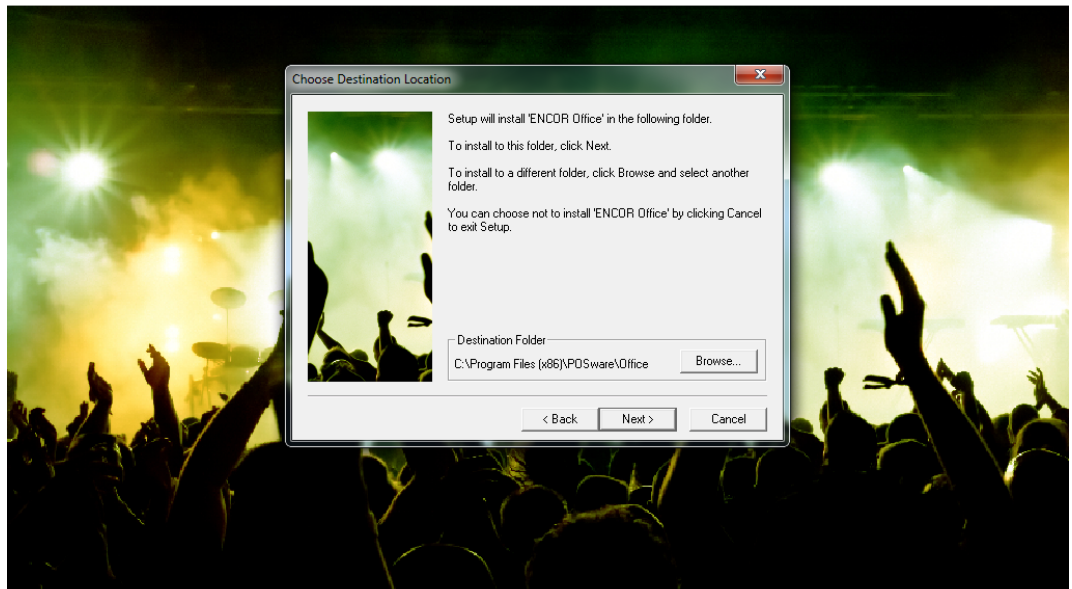 Choose Destination Location
Setup will install 'ENCOR Office' in the following folder.
To install to this folder, click Next.
To install to a different folder, click Browse and select another
folder.
You can choose not to install 'ENCOR Office' by clicking Cancel
to exit Setup.
Destination Folder
C:\Program Files (x86)\POSware\Office
Browse...
< Back
Next >
Cancel